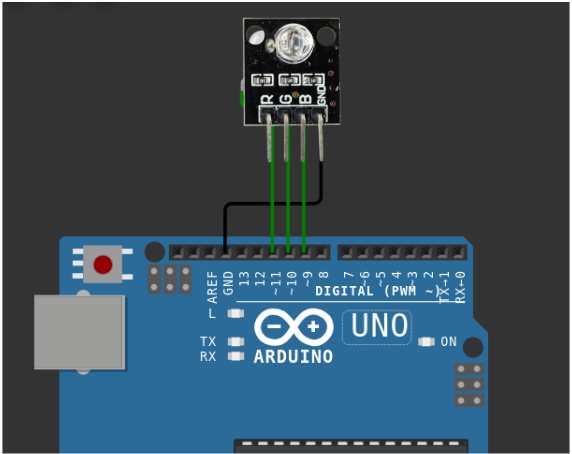 R G B GND
AREF GND 13 12 ~11 ~10 ~9 8 7 ~6 ~5 4 ~3 2 TX→1 RX←0
DIGITAL (PWM ~)
L
UNO
TX
ON
RX
ARDUINO